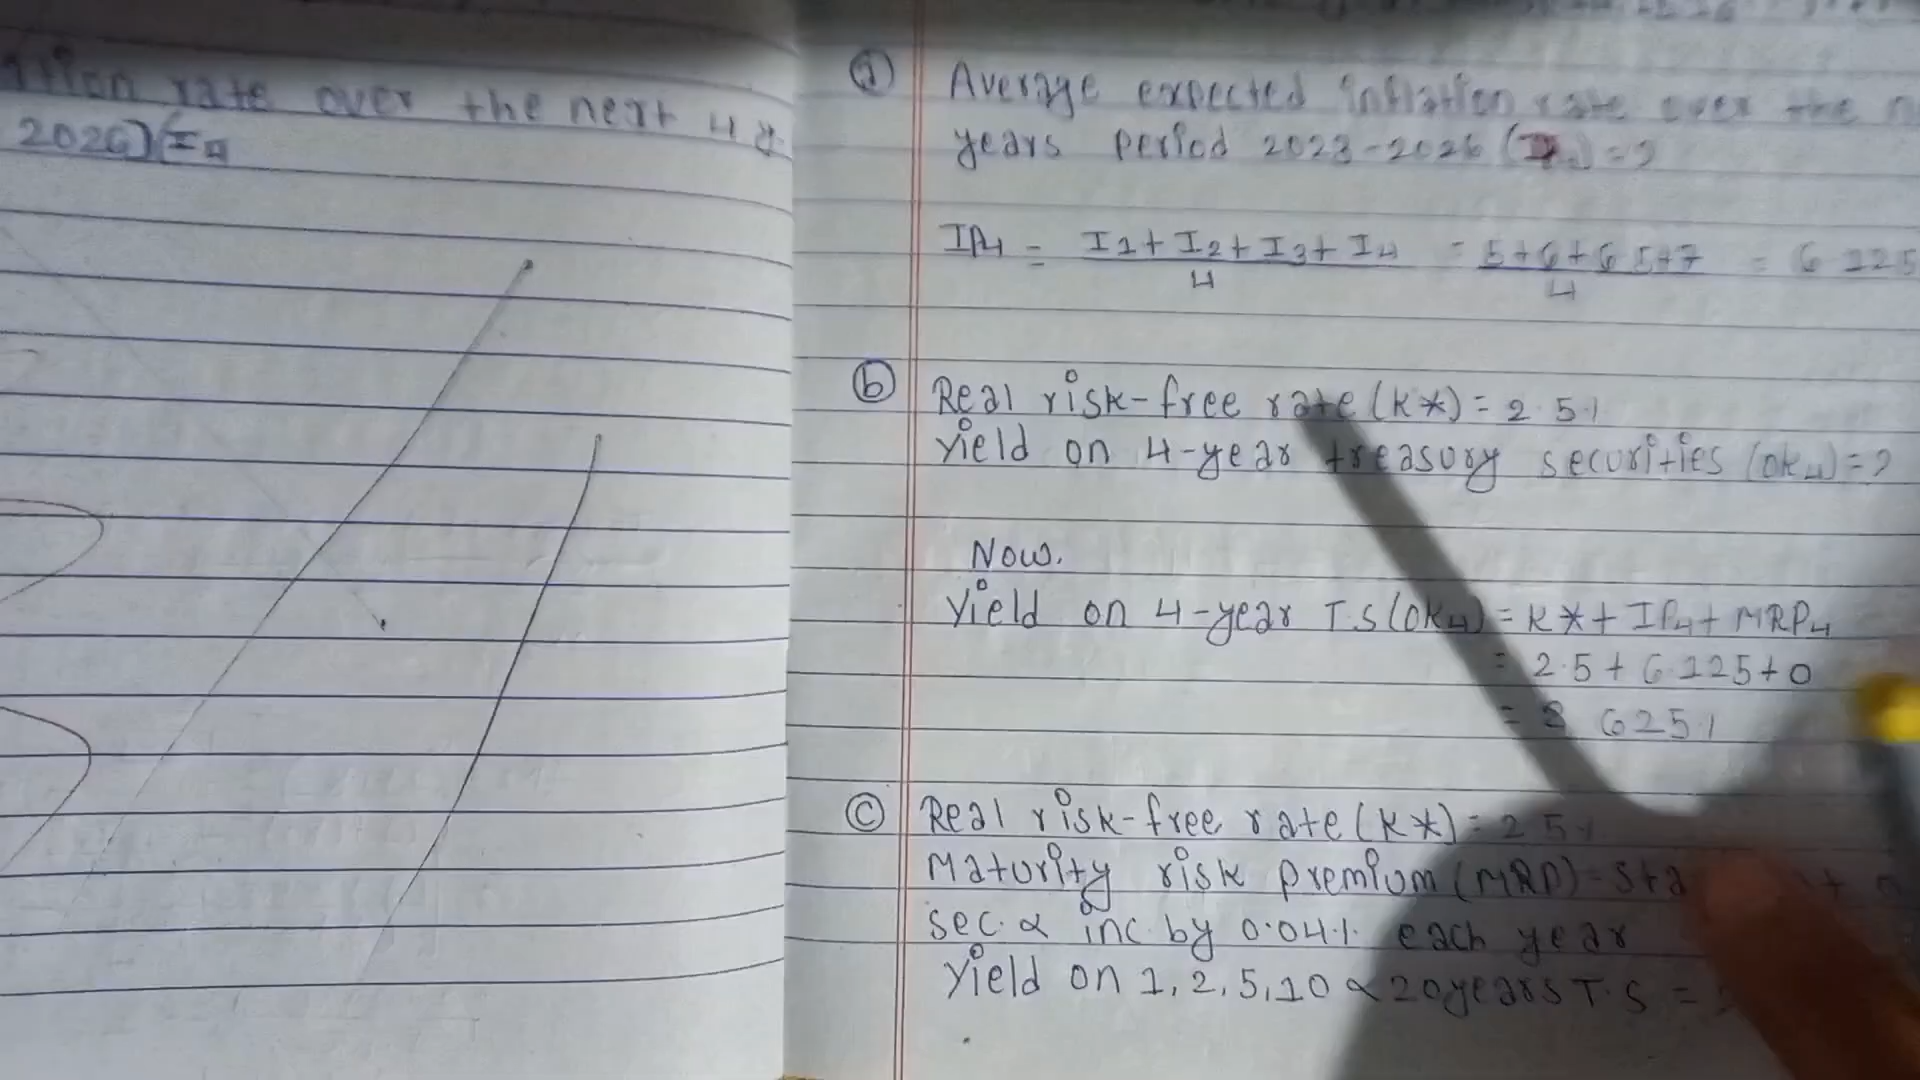 ation rate over the next 4 y.
2026) I4
(a) Average expected inflation rate over the n
years period 2023-2026 ( ) = ?
IP4 = I1 + I2 + I3 + I4 / 4 = 5+6+6.5+7 / 4 = 6.125
(b) Real risk-free rate (K*) = 2.5%
Yield on 4-year treasury securities (ok4) = ?
Now,
Yield on 4-year T.S (ok4) = K* + IP4 + MRP4
= 2.5 + 6.125 + 0
= 8.625%
(c) Real risk-free rate (K*) = 2.5%
Maturity risk premium (MRP) =
sec. & inc. by 0.04% each year
Yield on 1, 2, 5, 10 & 20 years T.S =